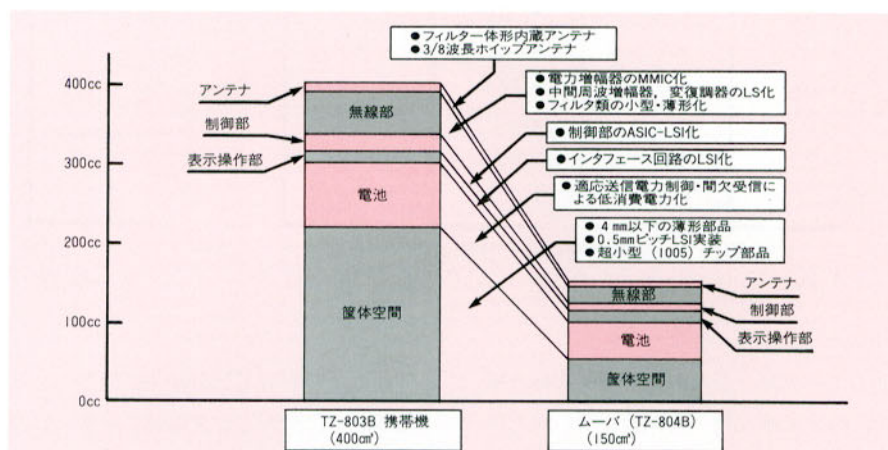 ● フィルター体形内蔵アンテナ
● 3/8波長ホイップアンテナ
400cc
アンテナ
無線部
● 電力増幅器のMMIC化
● 中間周波増幅器，変復調器のLS化
● フィルタ類の小型・薄形化
制御部
● 制御部のASIC-LSI化
300cc
表示操作部
● インタフェース回路のLSI化
電池
● 適応送信電力制御・間欠受信に
よる低消費電力化
200cc
● 4mm以下の薄形部品
● 0.5mmピッチLSI実装
● 超小型（1005）チップ部品
アンテナ
無線部
制御部
筐体空間
100cc
表示操作部
電池
筐体空間
0cc
TZ-803B 携帯機
（400c㎥）
ムーバ（TZ-804B）
（150c㎥）